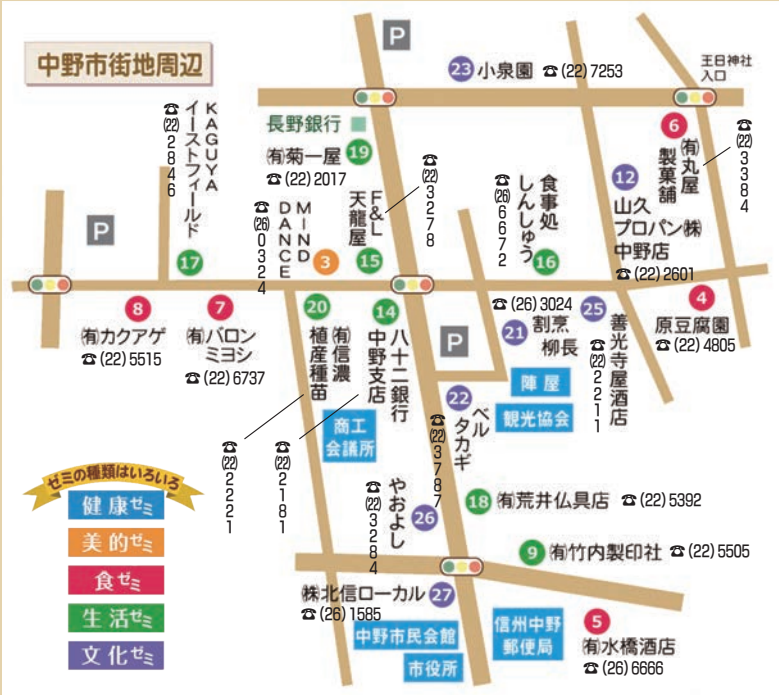 中野市街地周辺
P
23 小泉園 ☎(22)7253
王日神社
入口
長野銀行
KAGUYA
イーストフィールド
☎(22)2846
17
㈲菊一屋
19
☎(22)2017
F&L
天龍屋
☎(22)3278
15
MIND
DANCE
☎(26)0324
3
食事処
しんしゅう
☎(26)6672
16
6
㈲丸屋
製菓舗
☎(22)3384
12
山久
プロパン㈱
中野店
☎(22)2601
P
8
㈲カクアゲ
☎(22)5515
7
㈲バロン
ミヨシ
☎(22)6737
20
㈲信濃
植産種苗
☎(22)2221
14
八十二銀行
中野支店
☎(22)2181
P
☎(26)3024
21 割烹
柳長
25
善光寺屋酒店
☎(22)2211
4
原豆腐園
☎(22)4805
陣屋
観光協会
商工
会議所
22
ベル
タカギ
☎(22)3787
やおよし
☎(22)3284
26
18 ㈲荒井仏具店 ☎(22)5392
9 ㈲竹内製印社 ☎(22)5505
㈱北信ローカル 27
☎(26)1585
中野市民会館
市役所
信州中野
郵便局
5
㈲水橋酒店
☎(26)6666
ゼミの種類はいろいろ
健康ゼミ
美的ゼミ
食ゼミ
生活ゼミ
文化ゼミ